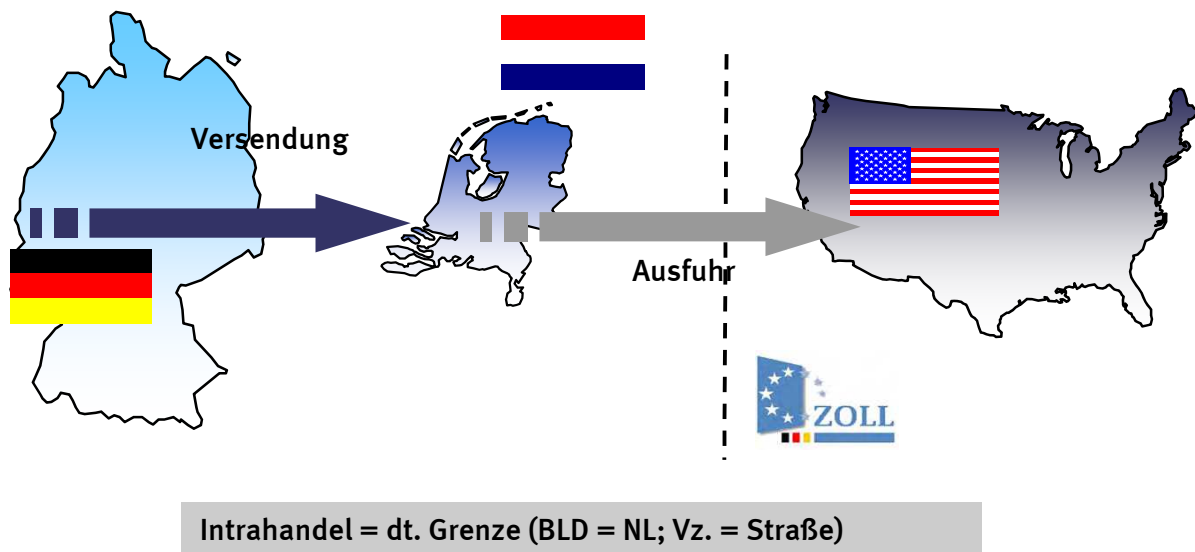 Versendung
Ausfuhr
ZOLL
Intrahandel = dt. Grenze (BLD = NL; Vz. = Straße)